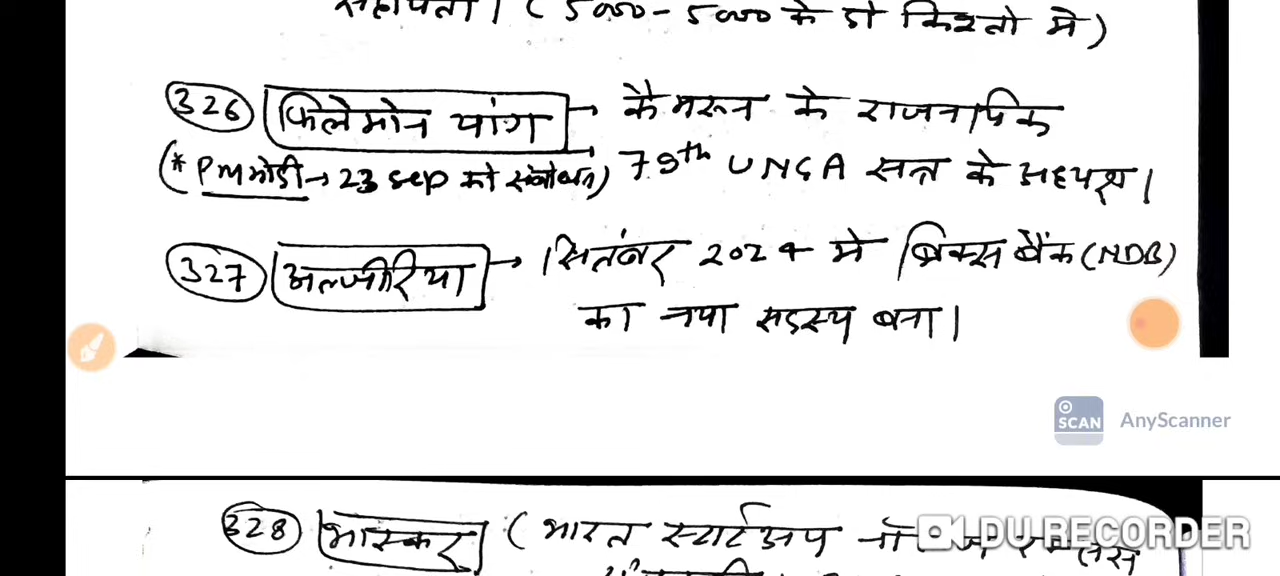 सहायता। (5000-5000 के दो किश्तो मे)
326 फिलेमोन यांग → कैमरून के राजनयिक
(* PM मोदी → 23 Sep को संबोधन) → 79th UNGA सत्र के अध्यक्ष।
327 अल्जीरिया → सितंबर 2024 मे ब्रिक्स बैंक (NDB)
का नया सदस्य बना।
SCAN AnyScanner
328 भास्कर (भारत स्टार्टअप
DU RECORDER